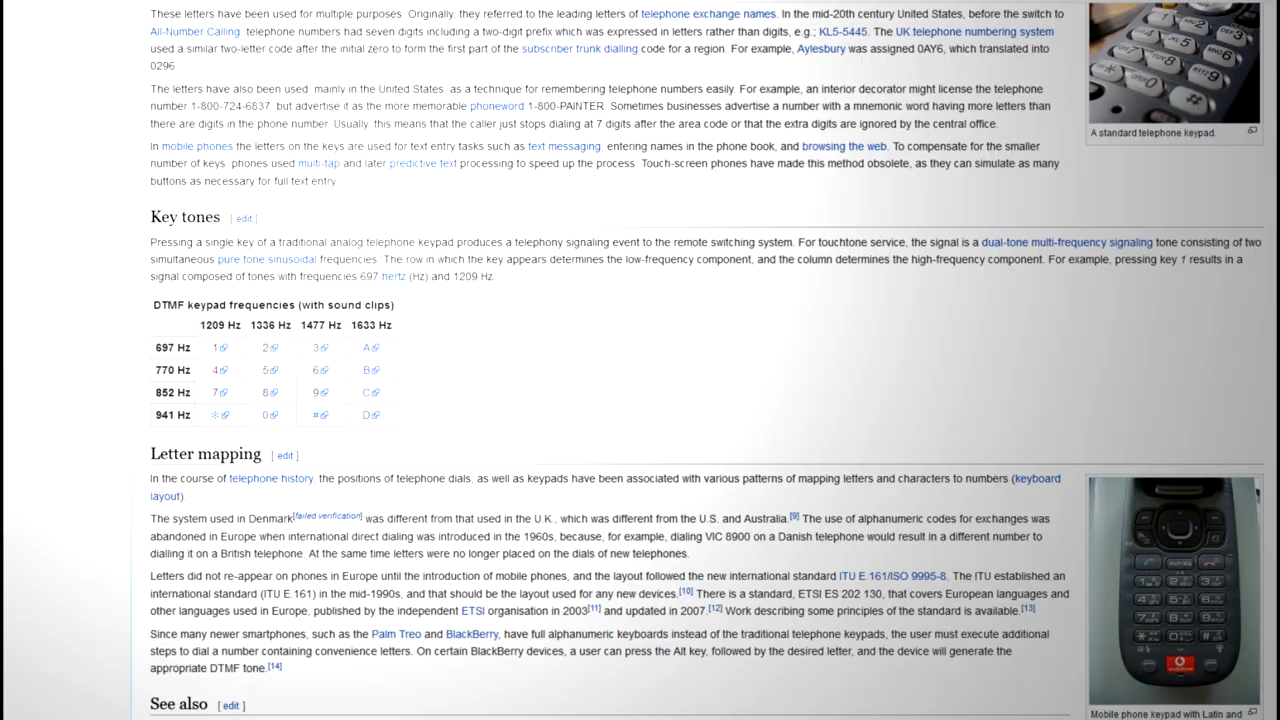 These letters have been used for multiple purposes. Originally, they referred to the leading letters of telephone exchange names. In the mid-20th century United States, before the switch to
All-Number Calling, telephone numbers had seven digits including a two-digit prefix which was expressed in letters rather than digits, e.g.; KL5-5445. The UK telephone numbering system
used a similar two-letter code after the initial zero to form the first part of the subscriber trunk dialling code for a region. For example, Aylesbury was assigned 0AY6, which translated into
0296.
The letters have also been used, mainly in the United States, as a technique for remembering telephone numbers easily. For example, an interior decorator might license the telephone
number 1-800-724-6837, but advertise it as the more memorable phoneword 1-800-PAINTER. Sometimes businesses advertise a number with a mnemonic word having more letters than
there are digits in the phone number. Usually, this means that the caller just stops dialing at 7 digits after the area code or that the extra digits are ignored by the central office.
A standard telephone keypad.
In mobile phones the letters on the keys are used for text entry tasks such as text messaging, entering names in the phone book, and browsing the web. To compensate for the smaller
number of keys, phones used multi-tap and later predictive text processing to speed up the process. Touch-screen phones have made this method obsolete, as they can simulate as many
buttons as necessary for full text entry.
Key tones [ edit ]
Pressing a single key of a traditional analog telephone keypad produces a telephony signaling event to the remote switching system. For touchtone service, the signal is a dual-tone multi-frequency signaling tone consisting of two
simultaneous pure tone sinusoidal frequencies. The row in which the key appears determines the low-frequency component, and the column determines the high-frequency component. For example, pressing key 1 results in a
signal composed of tones with frequencies 697 hertz (Hz) and 1209 Hz.
DTMF keypad frequencies (with sound clips)
1209 Hz 1336 Hz 1477 Hz 1633 Hz
697 Hz 1 2 3 A
770 Hz 4 5 6 B
852 Hz 7 8 9 C
941 Hz * 0 # D
Letter mapping [ edit ]
In the course of telephone history, the positions of telephone dials, as well as keypads have been associated with various patterns of mapping letters and characters to numbers (keyboard
layout).
The system used in Denmark[failed verification] was different from that used in the U.K., which was different from the U.S. and Australia.[9] The use of alphanumeric codes for exchanges was
abandoned in Europe when international direct dialing was introduced in the 1960s, because, for example, dialing VIC 8900 on a Danish telephone would result in a different number to
dialling it on a British telephone. At the same time letters were no longer placed on the dials of new telephones.
Letters did not re-appear on phones in Europe until the introduction of mobile phones, and the layout followed the new international standard ITU E.161/ISO 9995-8. The ITU established an
international standard (ITU E.161) in the mid-1990s, and that should be the layout used for any new devices.[10] There is a standard, ETSI ES 202 130, that covers European languages and
other languages used in Europe, published by the independent ETSI organisation in 2003[11] and updated in 2007.[12] Work describing some principles of the standard is available.[13]
Since many newer smartphones, such as the Palm Treo and BlackBerry, have full alphanumeric keyboards instead of the traditional telephone keypads, the user must execute additional
steps to dial a number containing convenience letters. On certain BlackBerry devices, a user can press the Alt key, followed by the desired letter, and the device will generate the
appropriate DTMF tone.[14]
See also [ edit ]
Mobile phone keypad with Latin and